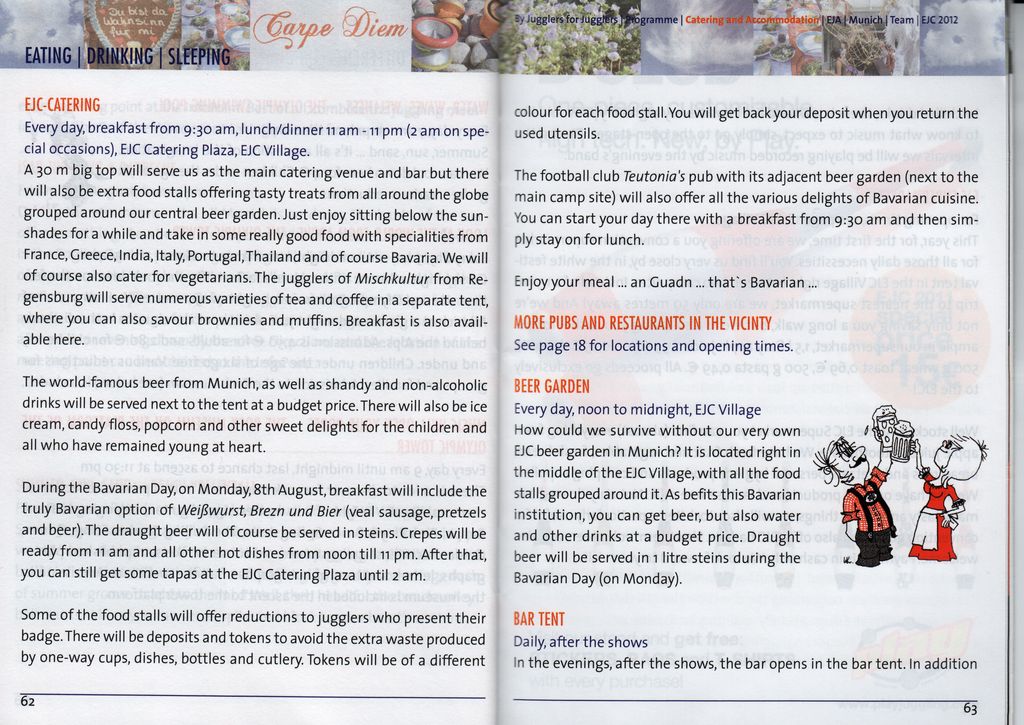 Du bist da
Wahnsinn
für mi
Carpe Diem
EATING | DRINKING | SLEEPING
EJC-CATERING
Every day, breakfast from 9:30 am, lunch/dinner 11 am - 11 pm (2 am on spe-
cial occasions), EJC Catering Plaza, EJC Village.
A 30 m big top will serve us as the main catering venue and bar but there
will also be extra food stalls offering tasty treats from all around the globe
grouped around our central beer garden. Just enjoy sitting below the sun-
shades for a while and take in some really good food with specialities from
France, Greece, India, Italy, Portugal, Thailand and of course Bavaria. We will
of course also cater for vegetarians. The jugglers of Mischkultur from Re-
gensburg will serve numerous varieties of tea and coffee in a separate tent,
where you can also savour brownies and muffins. Breakfast is also avail-
able here.
The world-famous beer from Munich, as well as shandy and non-alcoholic
drinks will be served next to the tent at a budget price. There will also be ice
cream, candy floss, popcorn and other sweet delights for the children and
all who have remained young at heart.
During the Bavarian Day, on Monday, 8th August, breakfast will include the
truly Bavarian option of Weißwurst, Brezn und Bier (veal sausage, pretzels
and beer). The draught beer will of course be served in steins. Crepes will be
ready from 11 am and all other hot dishes from noon till 11 pm. After that,
you can still get some tapas at the EJC Catering Plaza until 2 am.
Some of the food stalls will offer reductions to jugglers who present their
badge. There will be deposits and tokens to avoid the extra waste produced
by one-way cups, dishes, bottles and cutlery. Tokens will be of a different
62
By Jugglers for Jugglers | Programme | Catering and Accommodation | EJA | Munich | Team | EJC 2012
colour for each food stall. You will get back your deposit when you return the
used utensils.
The football club Teutonia's pub with its adjacent beer garden (next to the
main camp site) will also offer all the various delights of Bavarian cuisine.
You can start your day there with a breakfast from 9:30 am and then sim-
ply stay on for lunch.
Enjoy your meal ... an Guadn ... that`s Bavarian ...
MORE PUBS AND RESTAURANTS IN THE VICINTY
See page 18 for locations and opening times.
BEER GARDEN
Every day, noon to midnight, EJC Village
How could we survive without our very own
EJC beer garden in Munich? It is located right in
the middle of the EJC Village, with all the food
stalls grouped around it. As befits this Bavarian
institution, you can get beer, but also water
and other drinks at a budget price. Draught
beer will be served in 1 litre steins during the
Bavarian Day (on Monday).
BAR TENT
Daily, after the shows
In the evenings, after the shows, the bar opens in the bar tent. In addition
63